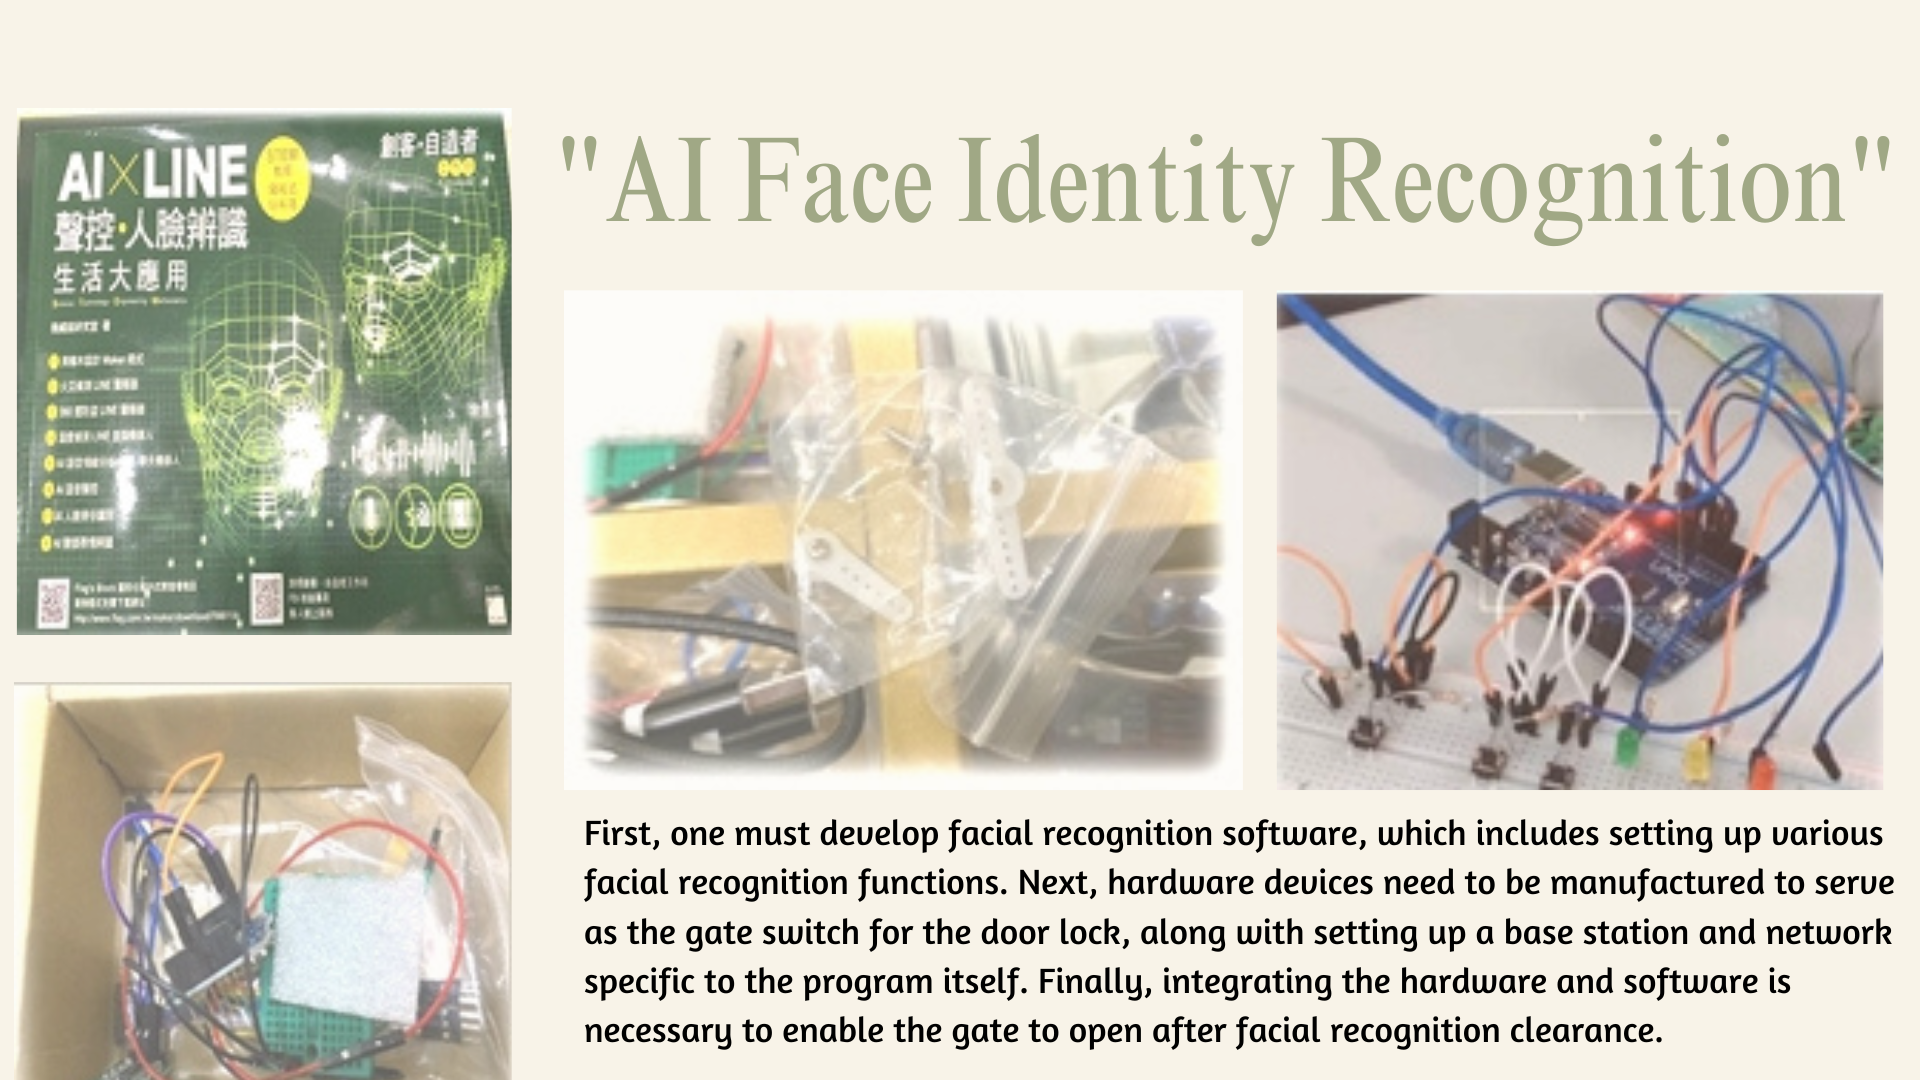 "AI Face Identity Recognition"
AI×LINE
創客‧自造者
聲控‧人臉辨識
生活大應用
UNO
First, one must develop facial recognition software, which includes setting up various
facial recognition functions. Next, hardware devices need to be manufactured to serve
as the gate switch for the door lock, along with setting up a base station and network
specific to the program itself. Finally, integrating the hardware and software is
necessary to enable the gate to open after facial recognition clearance.